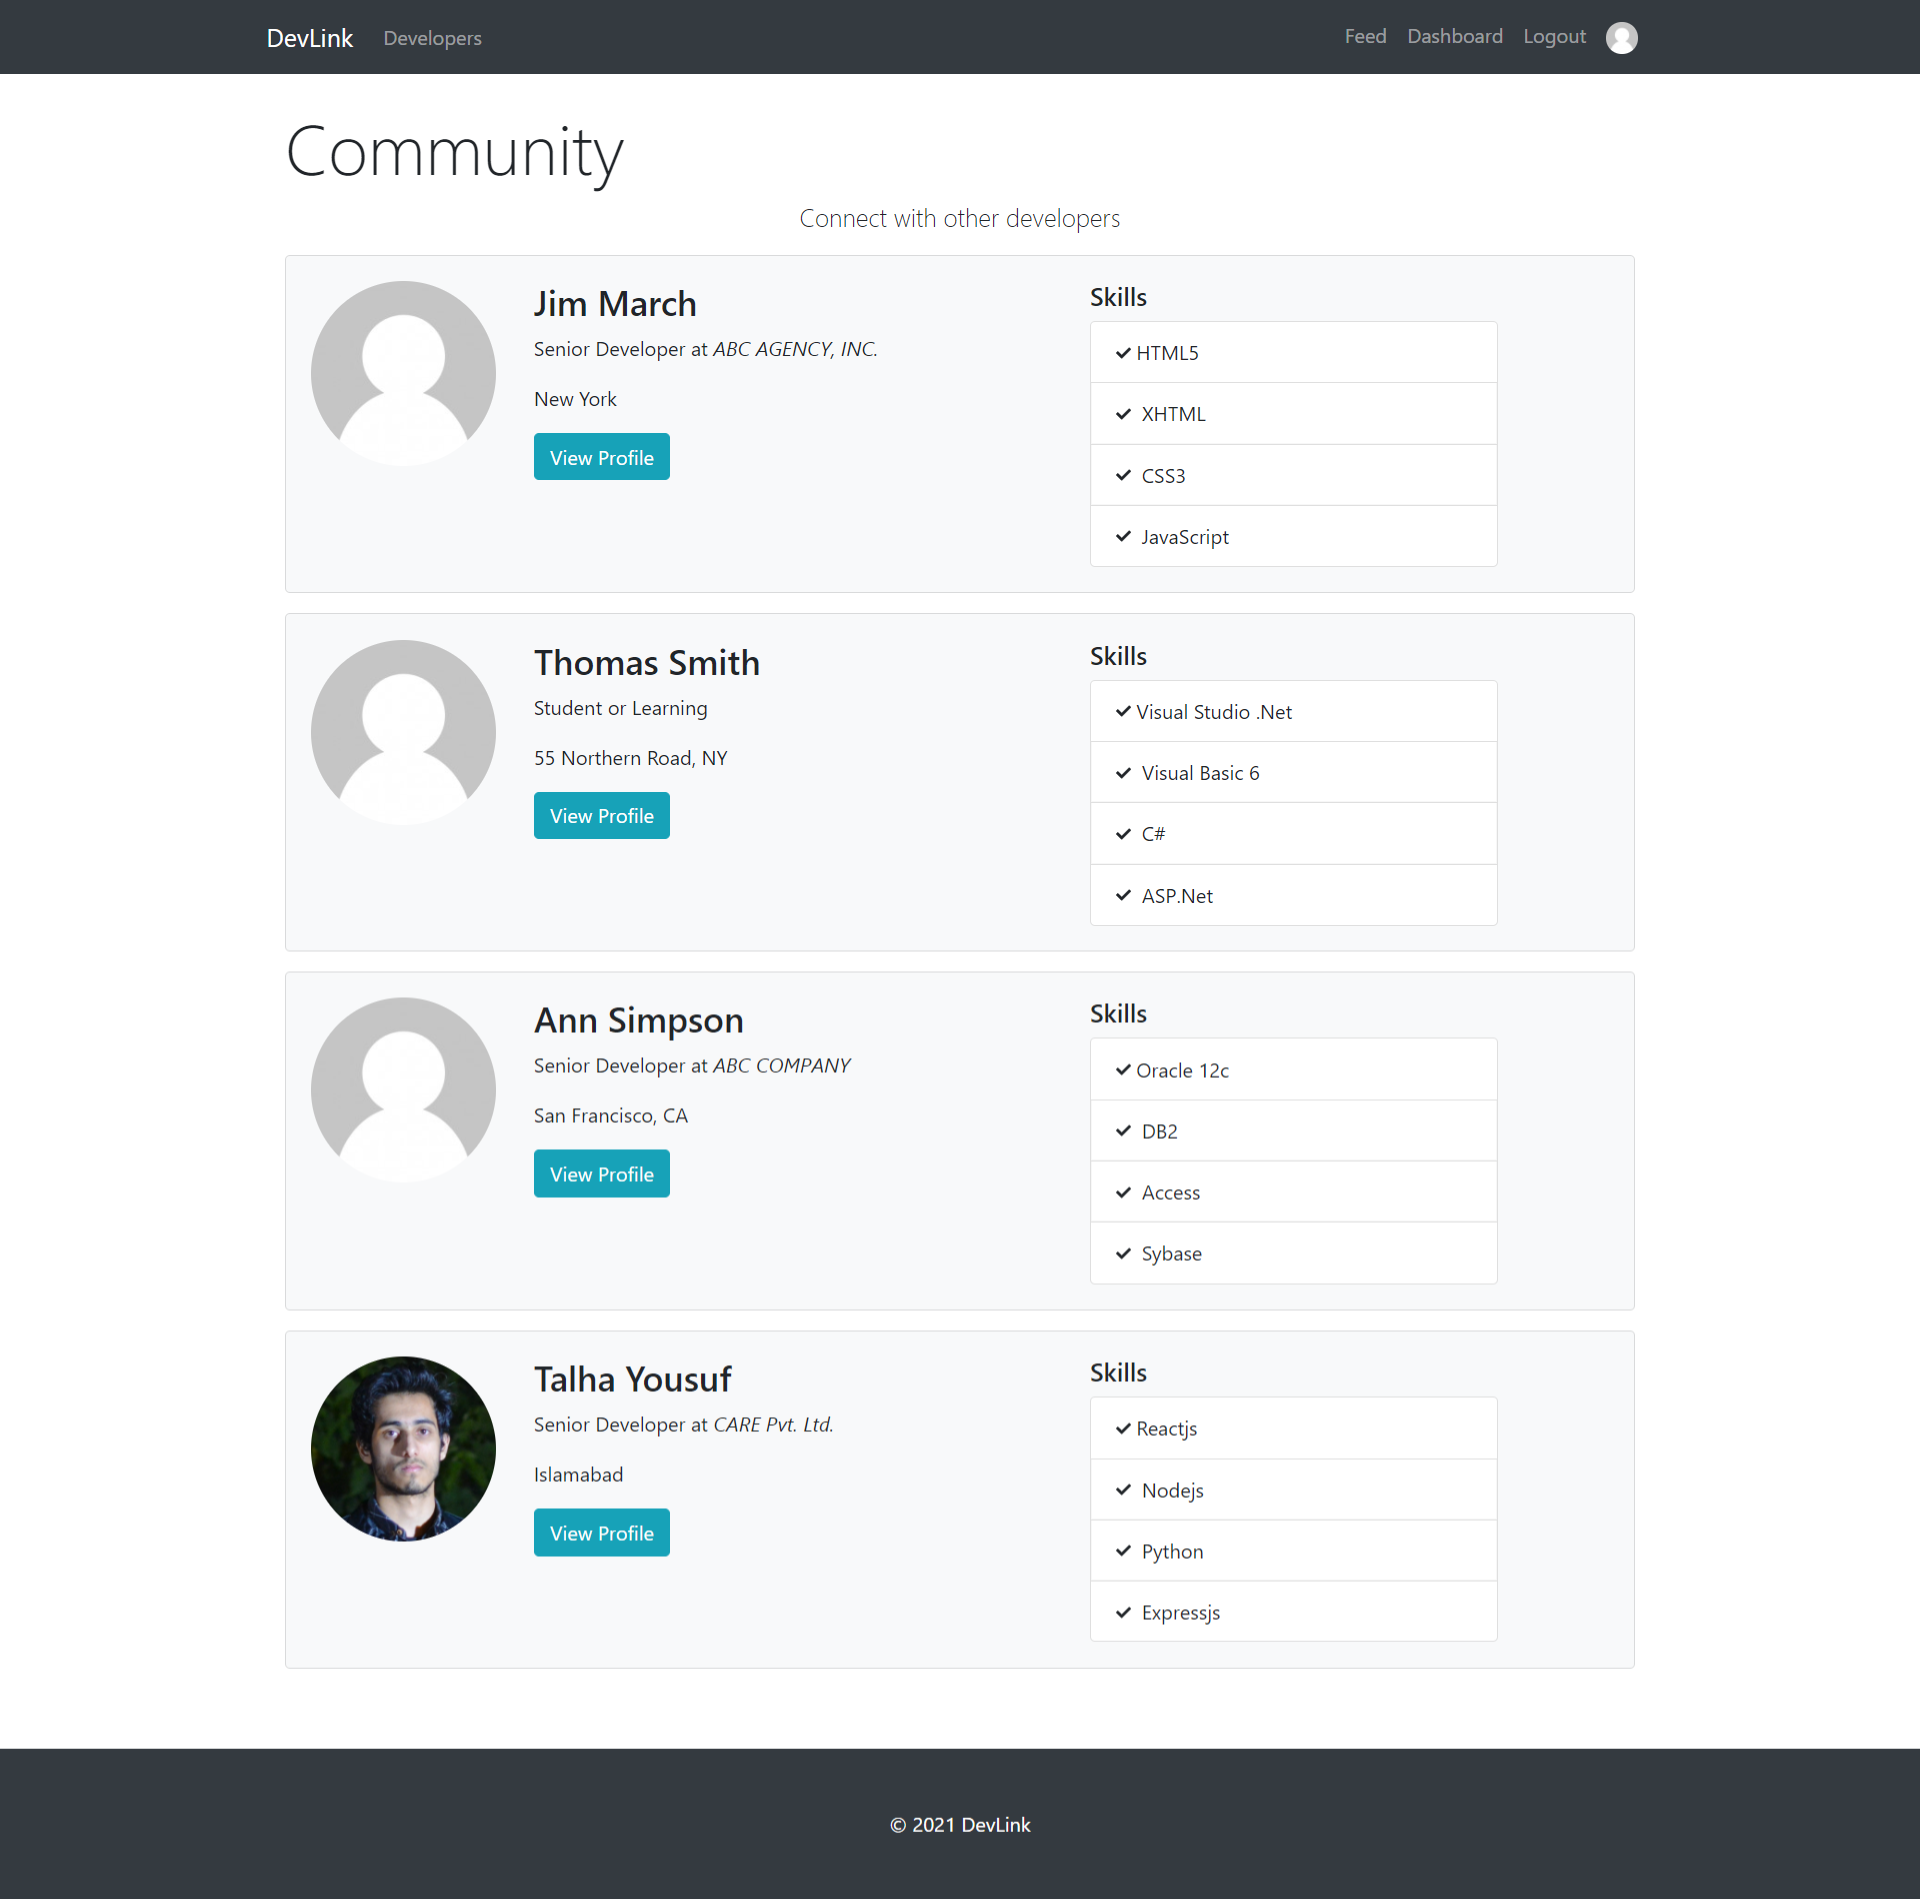 DevLink Developers Feed Dashboard Logout
Community
Connect with other developers
Jim March
Senior Developer at ABC AGENCY, INC.
New York
View Profile
Skills
HTML5
XHTML
CSS3
JavaScript
Thomas Smith
Student or Learning
55 Northern Road, NY
View Profile
Skills
Visual Studio .Net
Visual Basic 6
C#
ASP.Net
Ann Simpson
Senior Developer at ABC COMPANY
San Francisco, CA
View Profile
Skills
Oracle 12c
DB2
Access
Sybase
Talha Yousuf
Senior Developer at CARE Pvt. Ltd.
Islamabad
View Profile
Skills
Reactjs
Nodejs
Python
Expressjs
© 2021 DevLink